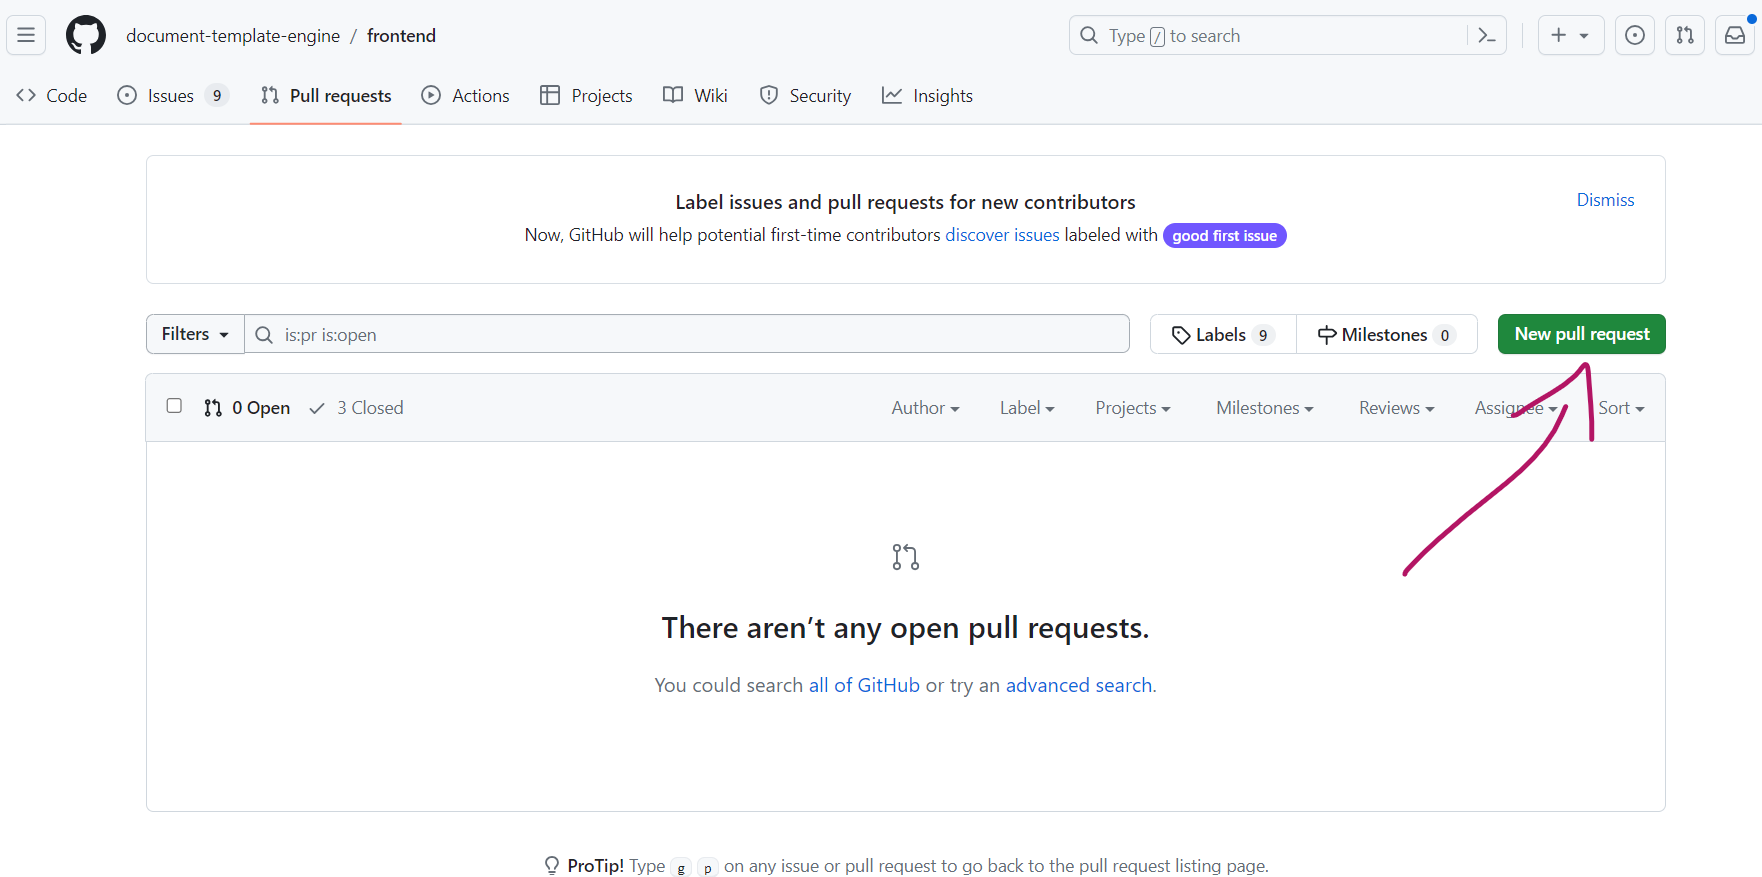 document-template-engine / frontend
Type / to search
Code
Issues 9
Pull requests
Actions
Projects
Wiki
Security
Insights
Label issues and pull requests for new contributors
Dismiss
Now, GitHub will help potential first-time contributors discover issues labeled with good first issue
Filters
is:pr is:open
Labels 9
Milestones 0
New pull request
0 Open
3 Closed
Author
Label
Projects
Milestones
Reviews
Assignee
Sort
There aren’t any open pull requests.
You could search all of GitHub or try an advanced search.
ProTip! Type g p on any issue or pull request to go back to the pull request listing page.